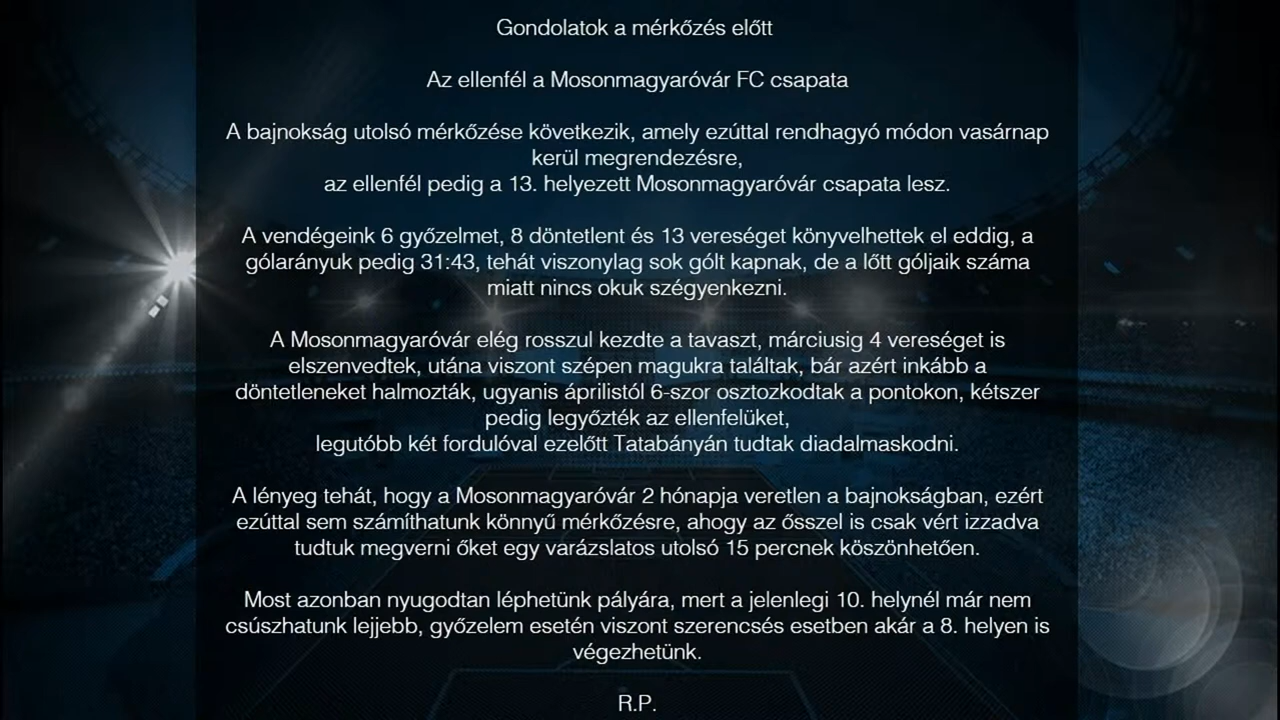 Gondolatok a mérkőzés előtt
Az ellenfél a Mosonmagyaróvár FC csapata
A bajnokság utolsó mérkőzése következik, amely ezúttal rendhagyó módon vasárnap
kerül megrendezésre,
az ellenfél pedig a 13. helyezett Mosonmagyaróvár csapata lesz.
A vendégeink 6 győzelmet, 8 döntetlent és 13 vereséget könyvelhettek el eddig, a
gólarányuk pedig 31:43, tehát viszonylag sok gólt kapnak, de a lőtt góljaik száma
miatt nincs okuk szégyenkezni.
A Mosonmagyaróvár elég rosszul kezdte a tavaszt, márciusig 4 vereséget is
elszenvedtek, utána viszont szépen magukra találtak, bár azért inkább a
döntetleneket halmozták, ugyanis áprilistól 6-szor osztozkodtak a pontokon, kétszer
pedig legyőzték az ellenfelüket,
legutóbb két fordulóval ezelőtt Tatabányán tudtak diadalmaskodni.
A lényeg tehát, hogy a Mosonmagyaróvár 2 hónapja veretlen a bajnokságban, ezért
ezúttal sem számíthatunk könnyű mérkőzésre, ahogy az ősszel is csak vért izzadva
tudtuk megverni őket egy varázslatos utolsó 15 percnek köszönhetően.
Most azonban nyugodtan léphetünk pályára, mert a jelenlegi 10. helynél már nem
csúszhatunk lejjebb, győzelem esetén viszont szerencsés esetben akár a 8. helyen is
végezhetünk.
R.P.